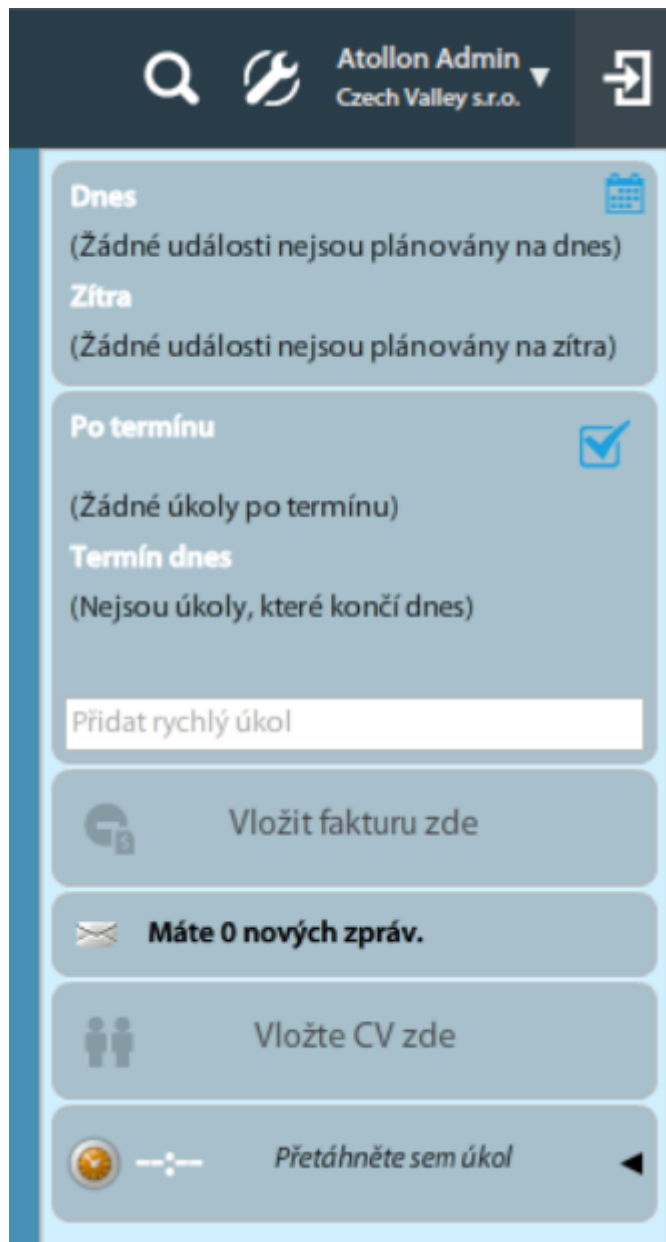 Atollon Admin
Czech Valley s.r.o.
Dnes
(Žádné události nejsou plánovány na dnes)
Zítra
(Žádné události nejsou plánovány na zítra)
Po termínu
(Žádné úkoly po termínu)
Termín dnes
(Nejsou úkoly, které končí dnes)
Přidat rychlý úkol
Vložit fakturu zde
Máte 0 nových zpráv.
Vložte CV zde
--:-- Přetáhněte sem úkol